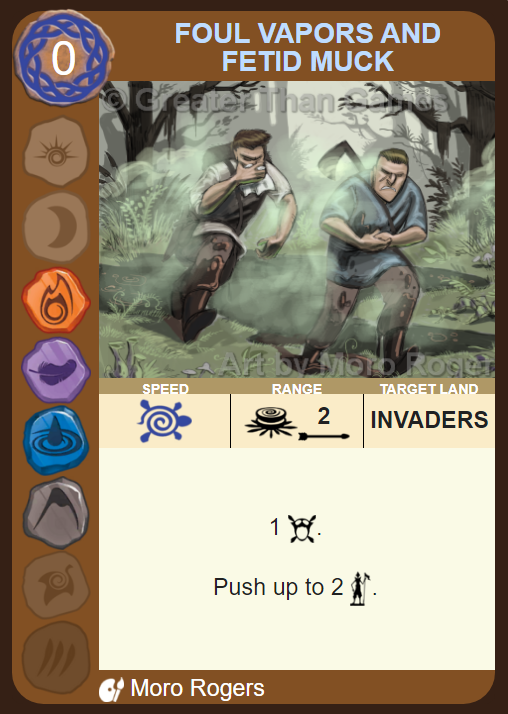 0
FOUL VAPORS AND
FETID MUCK
© Greater Than Games
Art by Moro Roger
SPEED RANGE TARGET LAND
2 INVADERS
1 .
Push up to 2 .
Moro Rogers